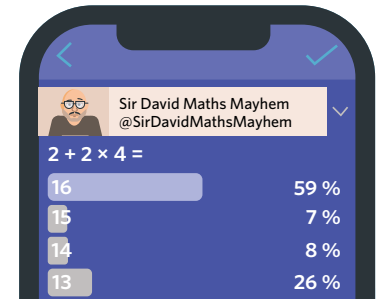 Sir David Maths Mayhem
@SirDavidMathsMayhem
2 + 2 × 4 =
16 59 %
15 7 %
14 8 %
13 26 %